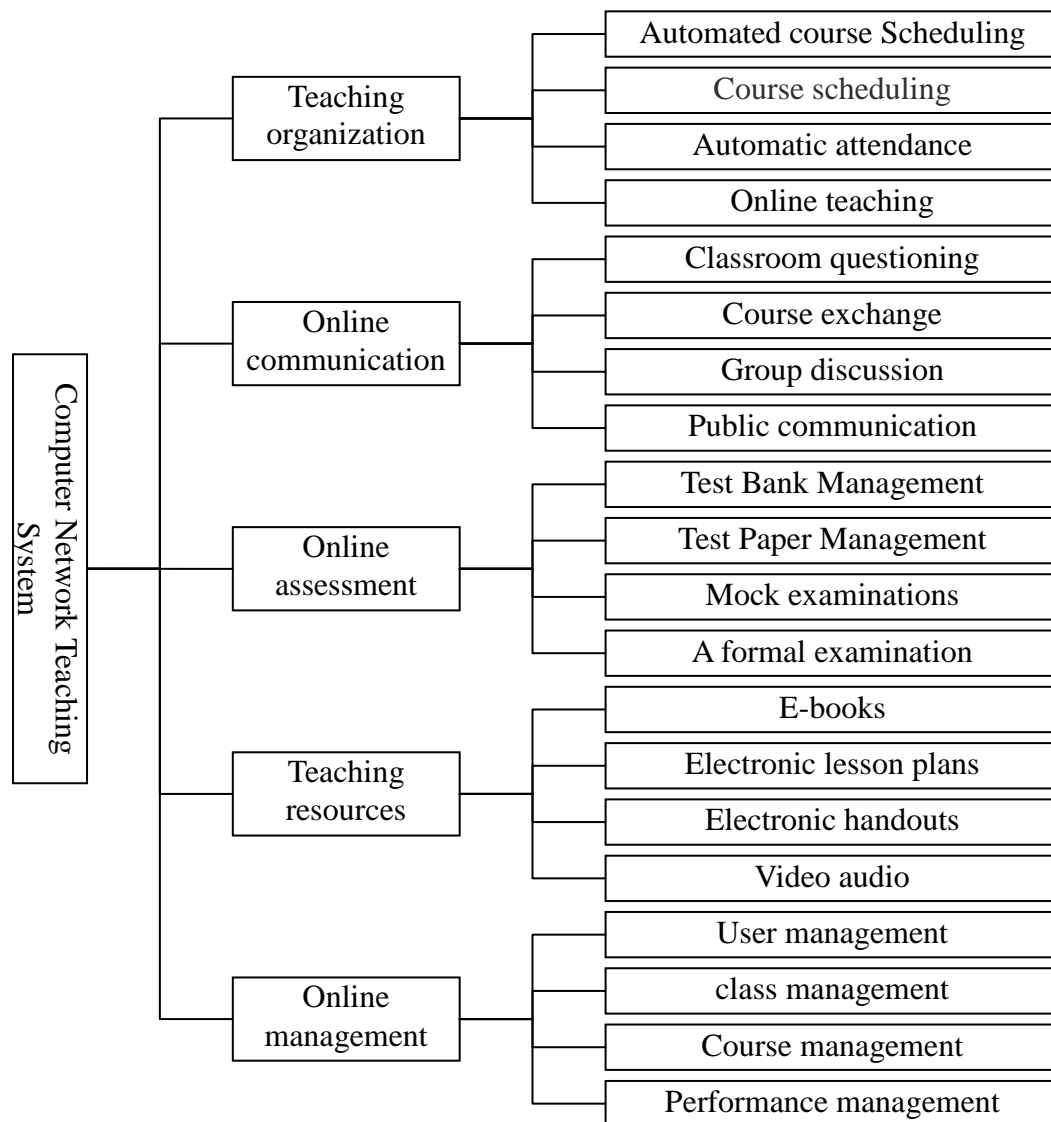 Computer Network Teaching
System
Teaching
organization
Automated course Scheduling
Course scheduling
Automatic attendance
Online teaching
Online
communication
Classroom questioning
Course exchange
Group discussion
Public communication
Online
assessment
Test Bank Management
Test Paper Management
Mock examinations
A formal examination
Teaching
resources
E-books
Electronic lesson plans
Electronic handouts
Video audio
Online
management
User management
class management
Course management
Performance management